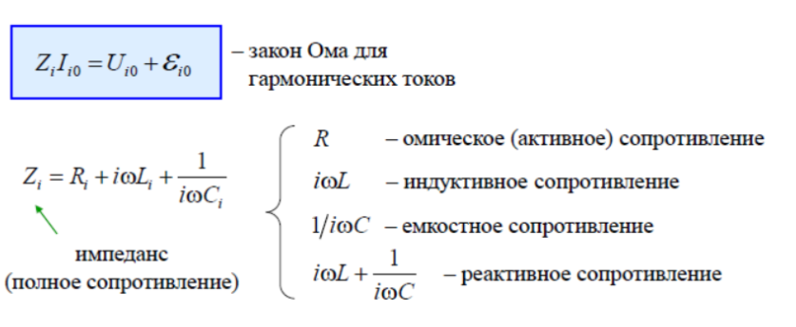 Z_i I_{i0} = U_{i0} + ℰ_{i0} – закон Ома для
гармонических токов
Z_i = R_i + iωL_i + 1/(iωC_i)
импеданс
(полное сопротивление)
R – омическое (активное) сопротивление
iωL – индуктивное сопротивление
1/iωC – емкостное сопротивление
iωL + 1/(iωC) – реактивное сопротивление